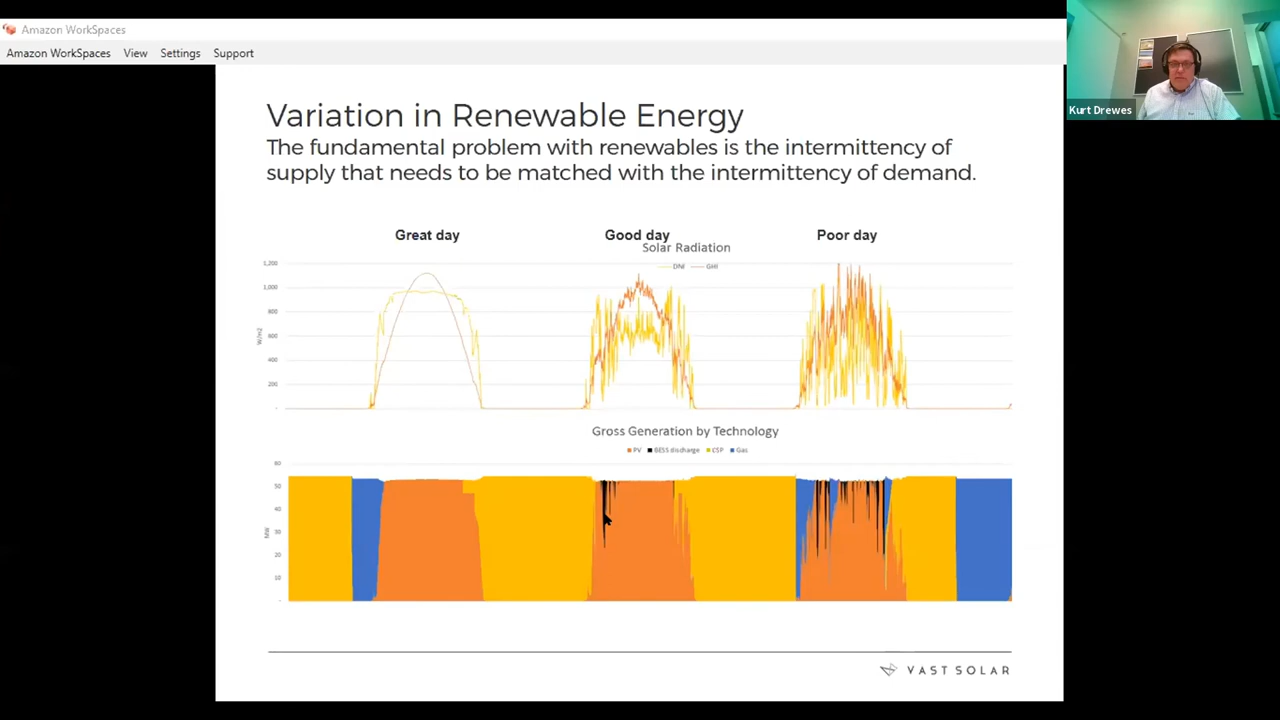 Amazon WorkSpaces
Amazon WorkSpaces View Settings Support
Kurt Drewes
Variation in Renewable Energy
The fundamental problem with renewables is the intermittency of
supply that needs to be matched with the intermittency of demand.
Great day
Good day
Poor day
Solar Radiation
DNI GHI
1,200
1,000
800
600
400
200
-
W/m2
Gross Generation by Technology
PV BESS discharge CSP Gas
60
50
40
30
20
10
-
MW
VAST SOLAR